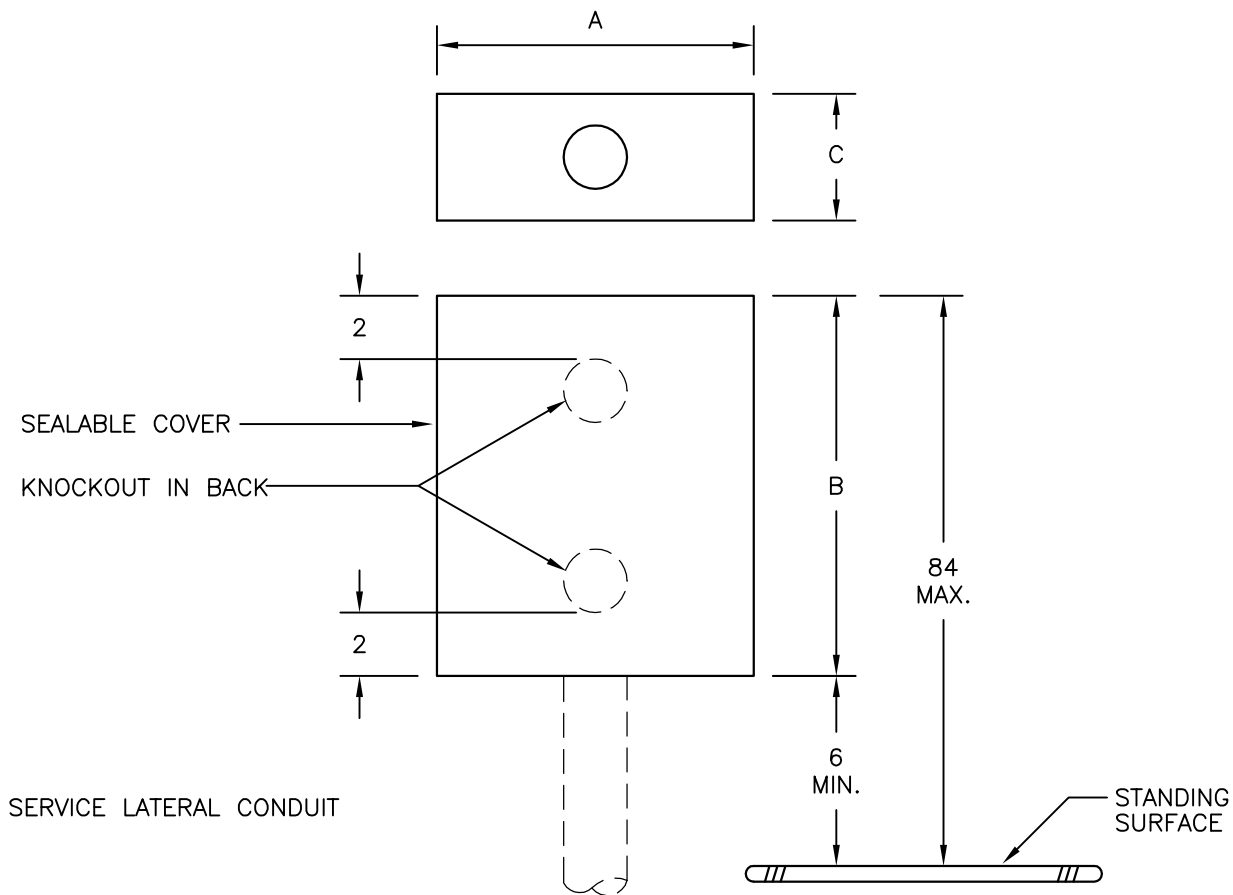 A
C
2
SEALABLE COVER
KNOCKOUT IN BACK
B
84
MAX.
2
6
MIN.
SERVICE LATERAL CONDUIT
STANDING
SURFACE